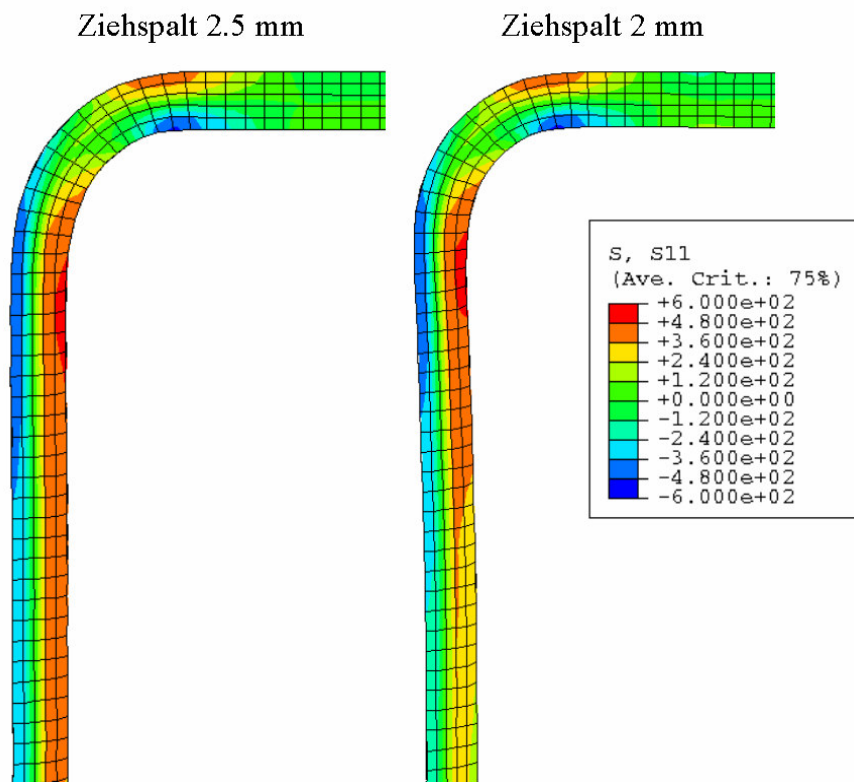 Ziehspalt 2.5 mm
Ziehspalt 2 mm
S, S11
(Ave. Crit.: 75%)
+6.000e+02
+4.800e+02
+3.600e+02
+2.400e+02
+1.200e+02
+0.000e+00
-1.200e+02
-2.400e+02
-3.600e+02
-4.800e+02
-6.000e+02